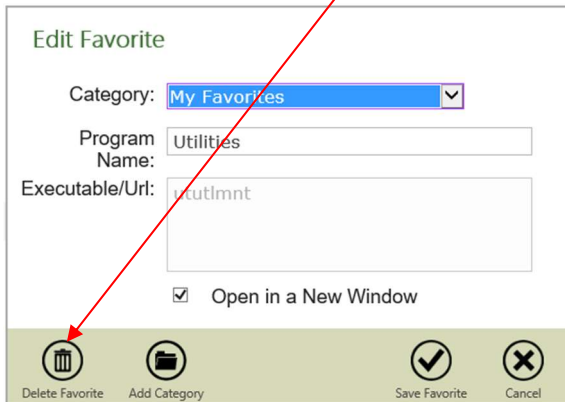 Edit Favorite
Category: My Favorites
Program Name: Utilities
Executable/Url: ututlmnt
Open in a New Window
Delete Favorite Add Category Save Favorite Cancel